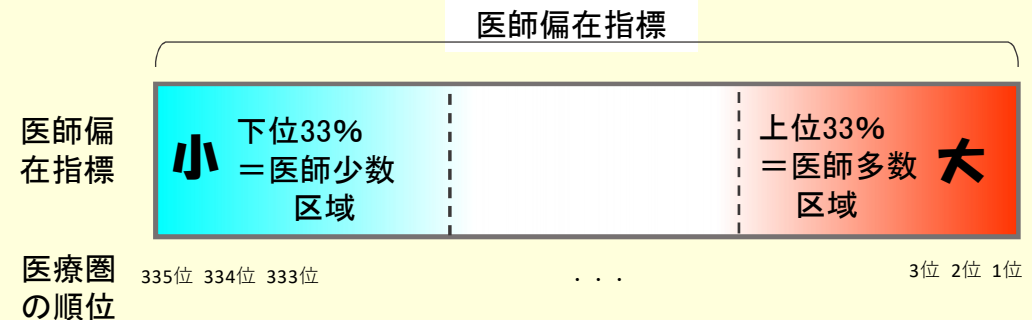 医師偏在指標
医師偏
在指標
小
下位33%
＝医師少数
区域
上位33%
＝医師多数
区域
大
医療圏
の順位
335位 334位 333位 ・・・ 3位 2位 1位